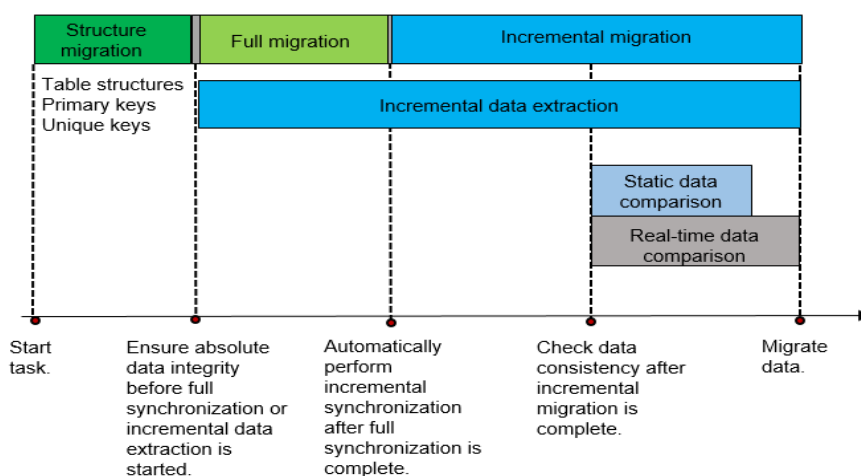 Structure
migration
Full migration
Incremental migration
Table structures
Primary keys
Unique keys
Incremental data extraction
Static data
comparison
Real-time data
comparison
Start
task.
Ensure absolute
data integrity
before full
synchronization or
incremental data
extraction is
started.
Automatically
perform
incremental
synchronization
after full
synchronization is
complete.
Check data
consistency after
incremental
migration is
complete.
Migrate
data.